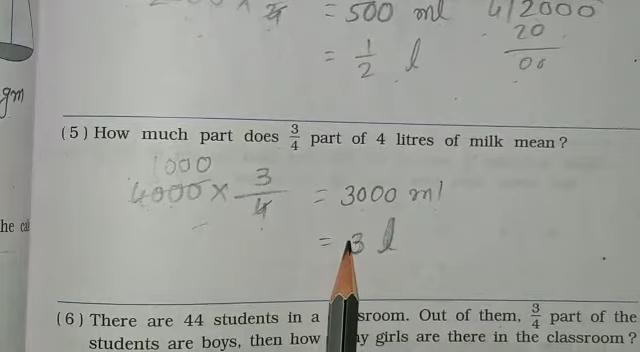 = 500 ml 4/2000
20
= 1/2 l 00
gm
(5) How much part does 3/4 part of 4 litres of milk mean?
1000
4000 × 3/4 = 3000 ml
= 3 l
he
(6) There are 44 students in a sroom. Out of them, 3/4 part of the
students are boys, then how y girls are there in the classroom?